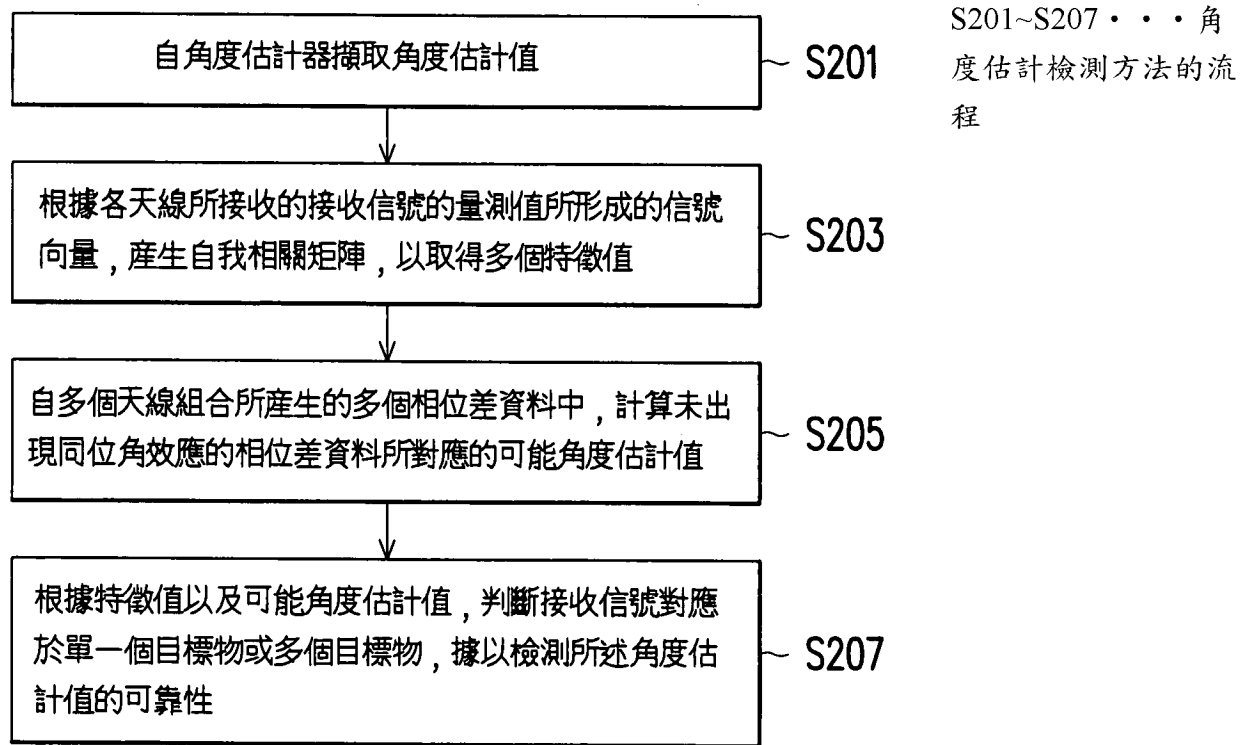 自角度估計器擷取角度估計值
S201
根據各天線所接收的接收信號的量測值所形成的信號
向量，產生自我相關矩陣，以取得多個特徵值
S203
自多個天線組合所產生的多個相位差資料中，計算未出
現同位角效應的相位差資料所對應的可能角度估計值
S205
根據特徵值以及可能角度估計值，判斷接收信號對應
於單一個目標物或多個目標物，據以檢測所述角度估
計值的可靠性
S207
S201~S207・・・角
度估計檢測方法的流
程